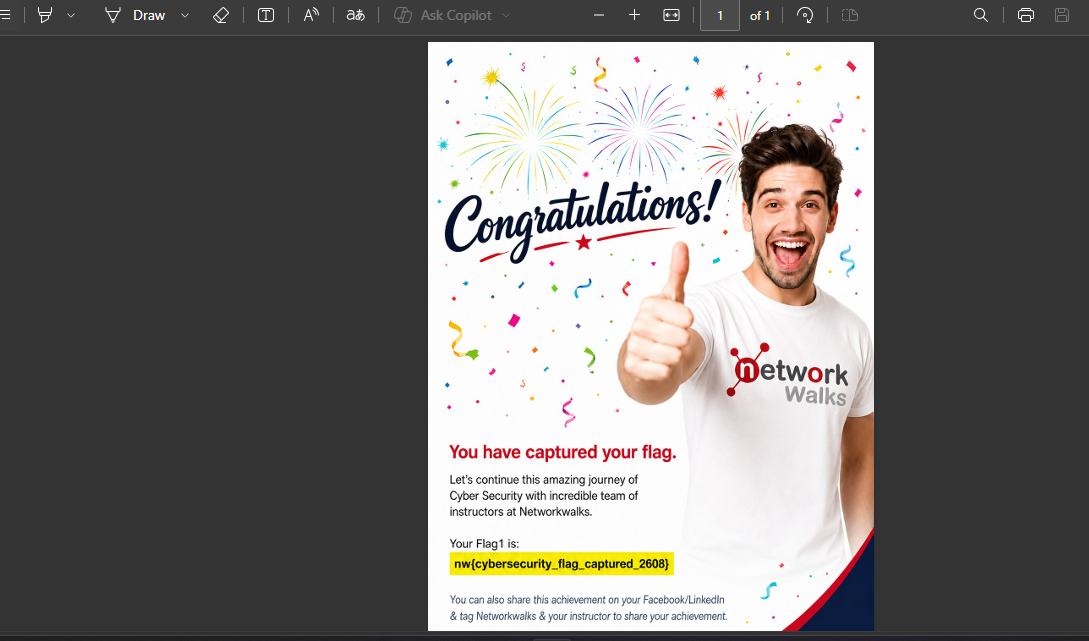 Draw
Ask Copilot
1 of 1
Congratulations!
network
Walks
You have captured your flag.
Let's continue this amazing journey of
Cyber Security with incredible team of
instructors at Networkwalks.
Your Flag1 is:
nw{cybersecurity_flag_captured_2608}
You can also share this achievement on your Facebook/LinkedIn
& tag Networkwalks & your instructor to share your achievement.